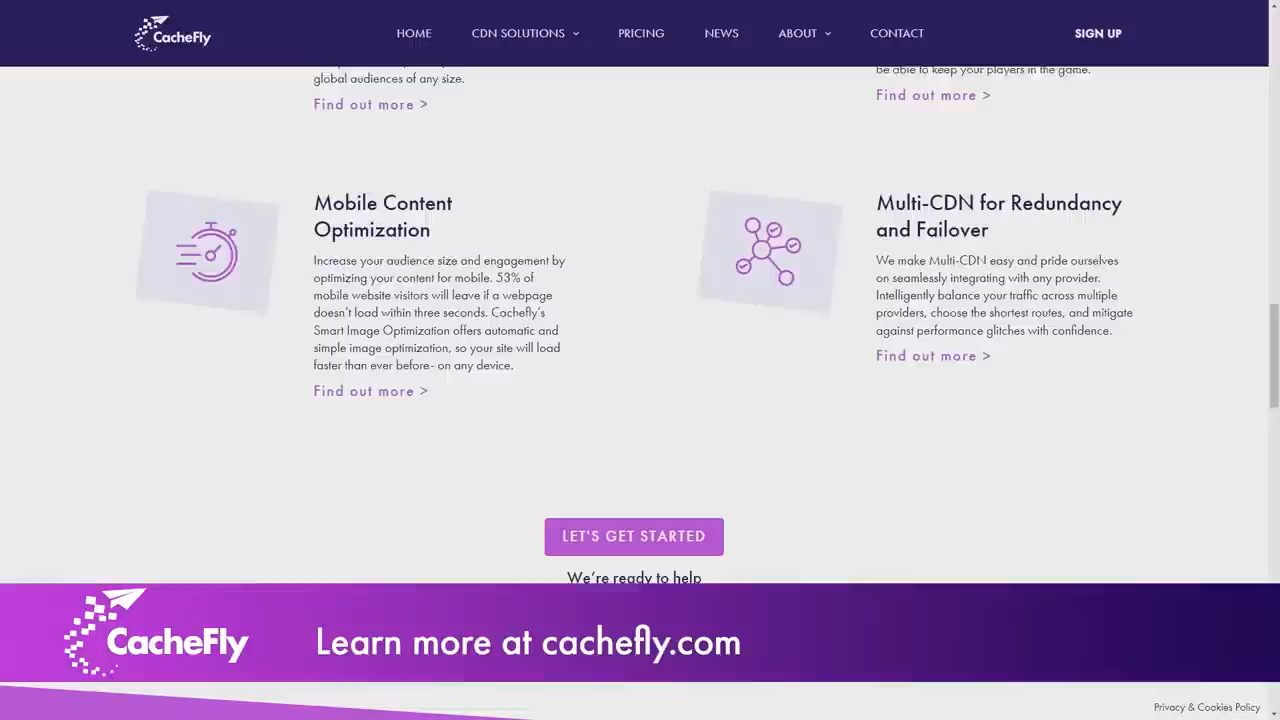 CacheFly
HOME
CDN SOLUTIONS
PRICING
NEWS
ABOUT
CONTACT
SIGN UP
global audiences of any size.
Find out more >
be able to keep your players in the game.
Find out more >
Mobile Content
Optimization
Increase your audience size and engagement by
optimizing your content for mobile. 53% of
mobile website visitors will leave if a webpage
doesn't load within three seconds. Cachefly's
Smart Image Optimization offers automatic and
simple image optimization, so your site will load
faster than ever before- on any device.
Find out more >
Multi-CDN for Redundancy
and Failover
We make Multi-CDN easy and pride ourselves
on seamlessly integrating with any provider.
Intelligently balance your traffic across multiple
providers, choose the shortest routes, and mitigate
against performance glitches with confidence.
Find out more >
LET'S GET STARTED
We're ready to help
CacheFly
Learn more at cachefly.com
Privacy & Cookies Policy